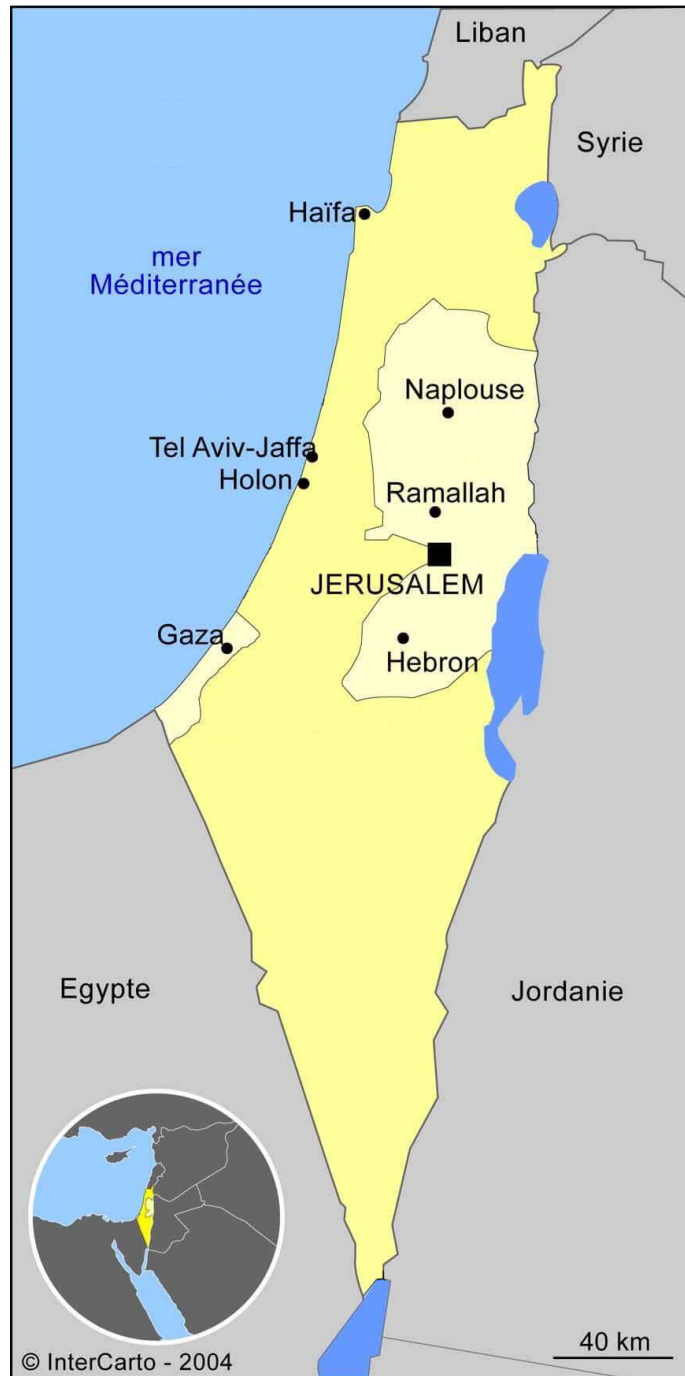 Liban
Syrie
Haïfa
mer
Méditerranée
Naplouse
Tel Aviv-Jaffa
Holon
Ramallah
JERUSALEM
Gaza
Hebron
Egypte
Jordanie
40 km
© InterCarto - 2004